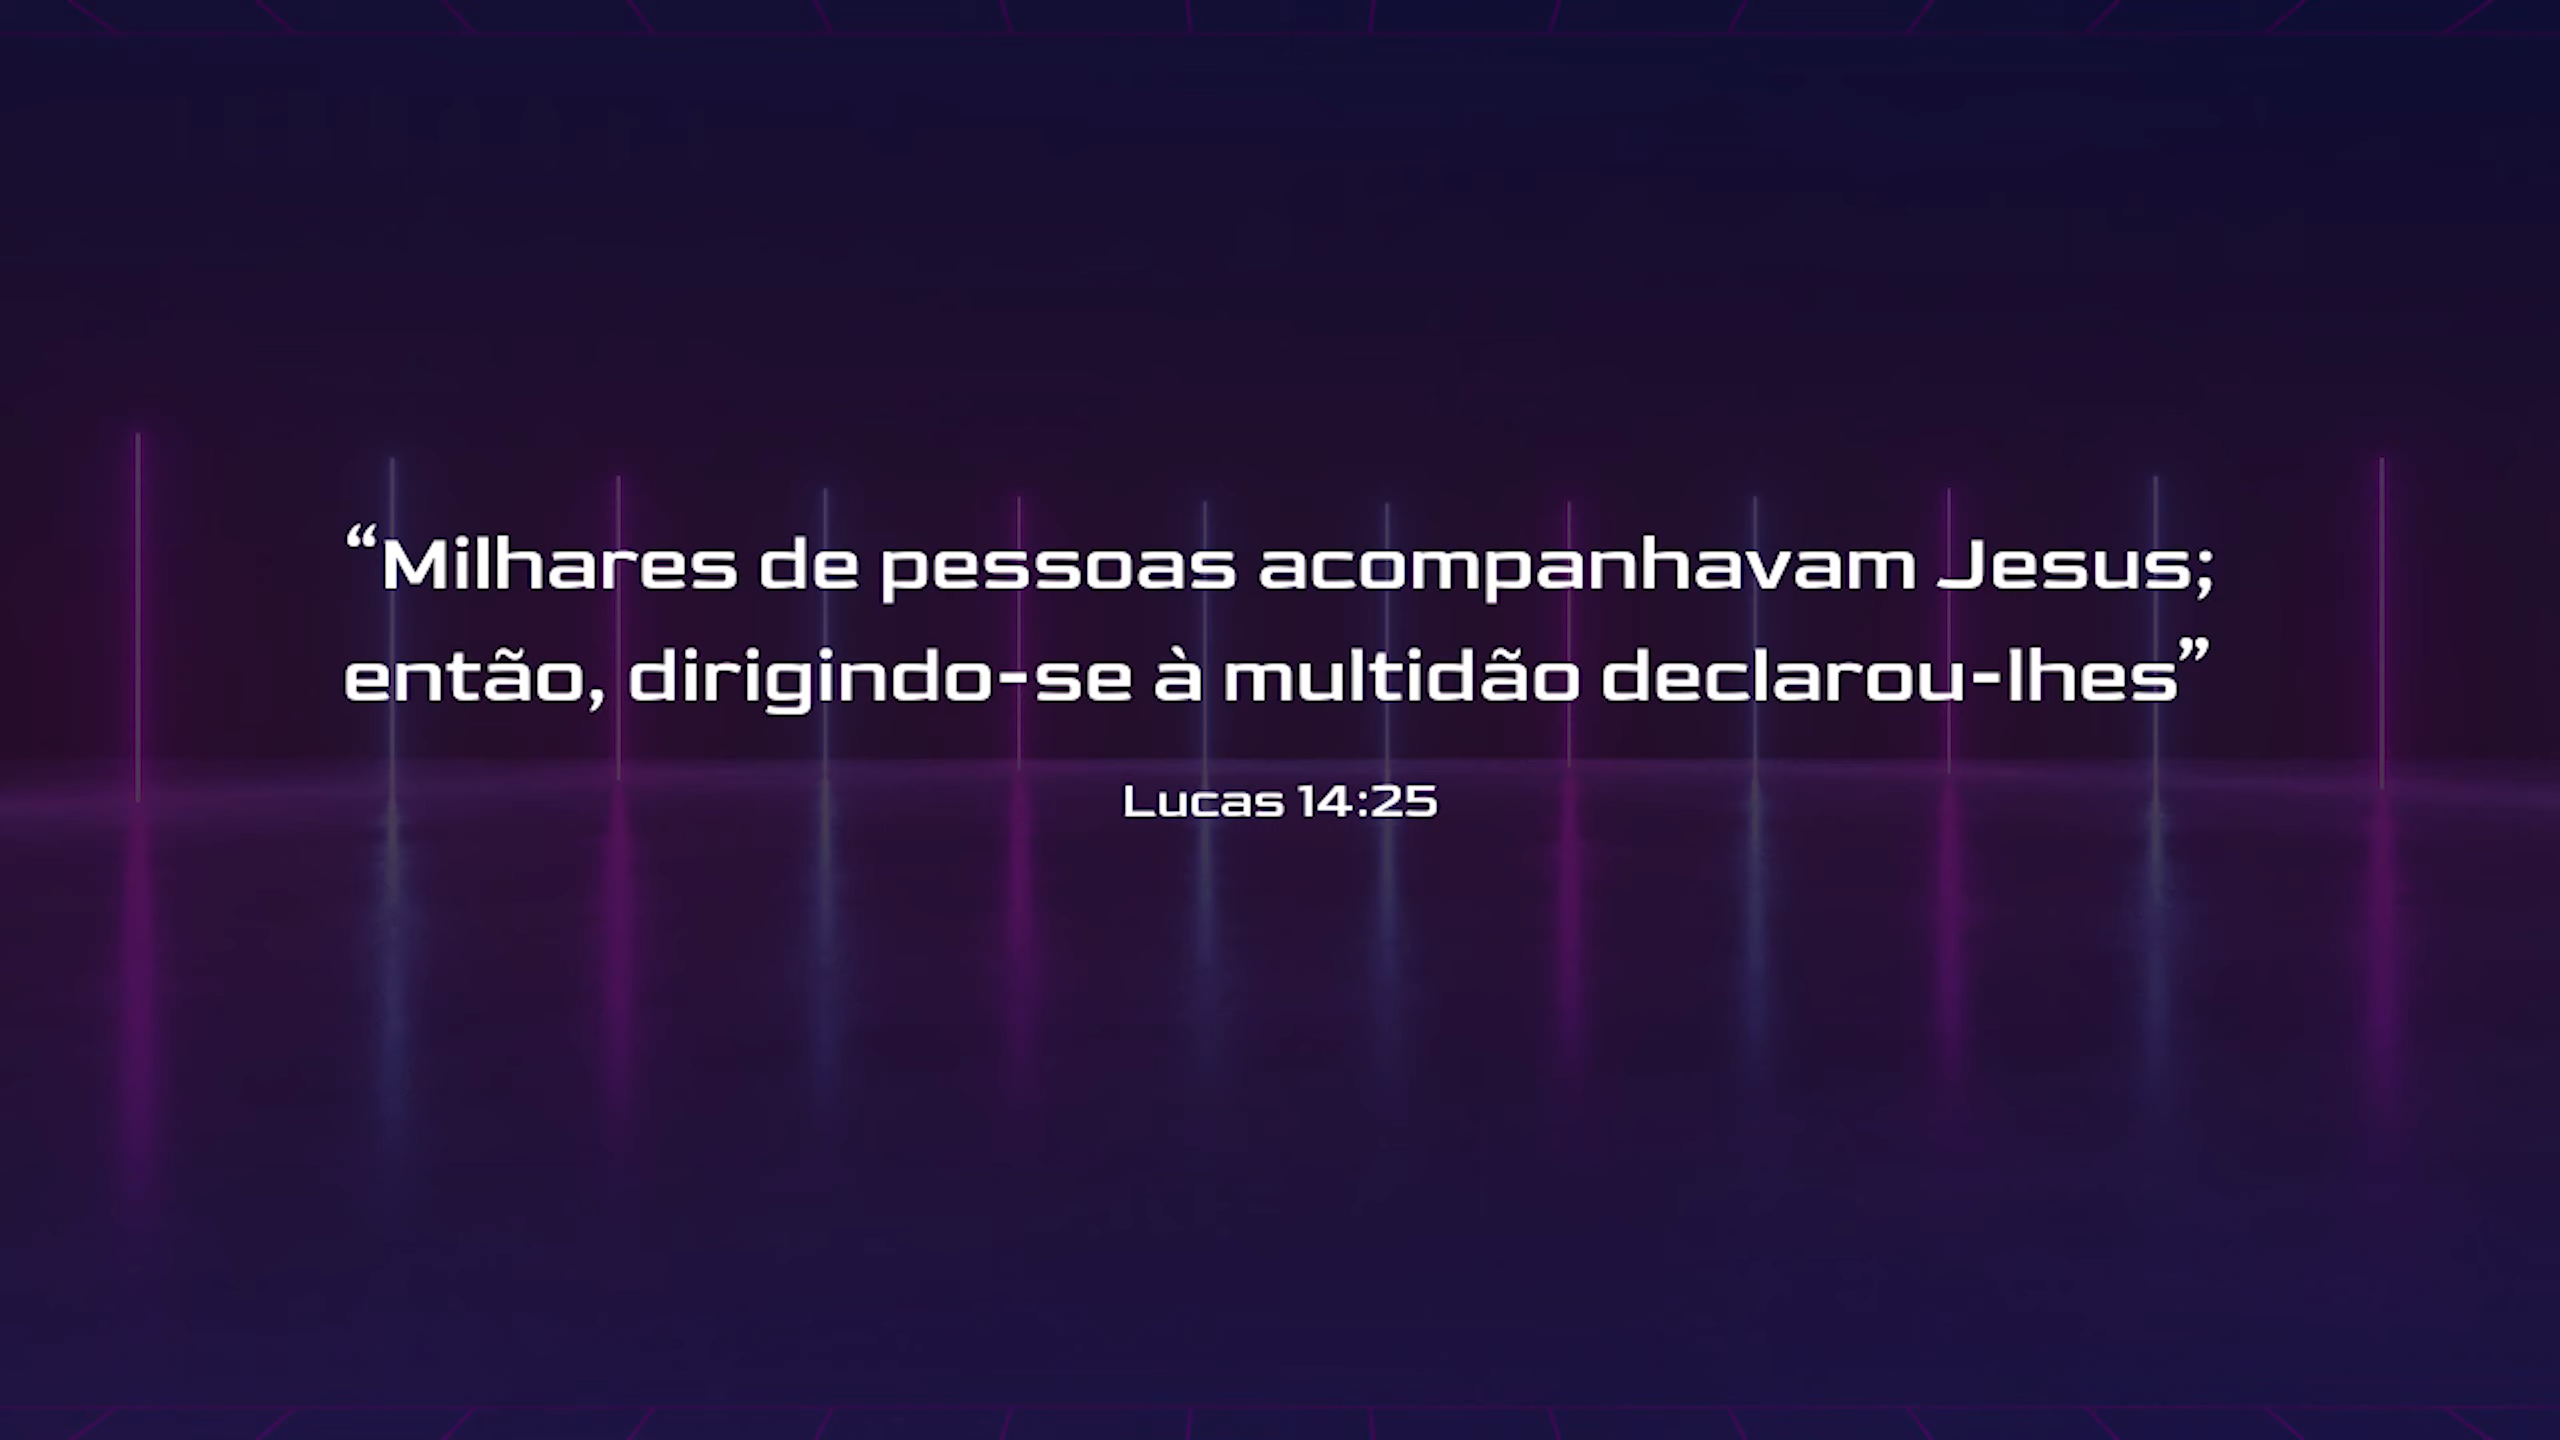 “Milhares de pessoas acompanhavam Jesus;
então, dirigindo-se à multidão declarou-lhes”
Lucas 14:25